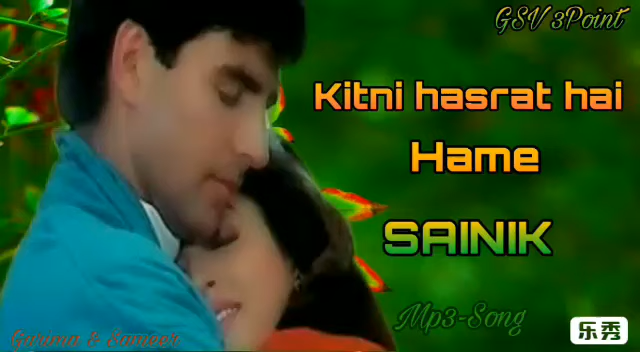 GSV 3Point
Kitni hasrat hai
Hame
SAINIK
Mp3-Song
Garima & Sameer
乐秀